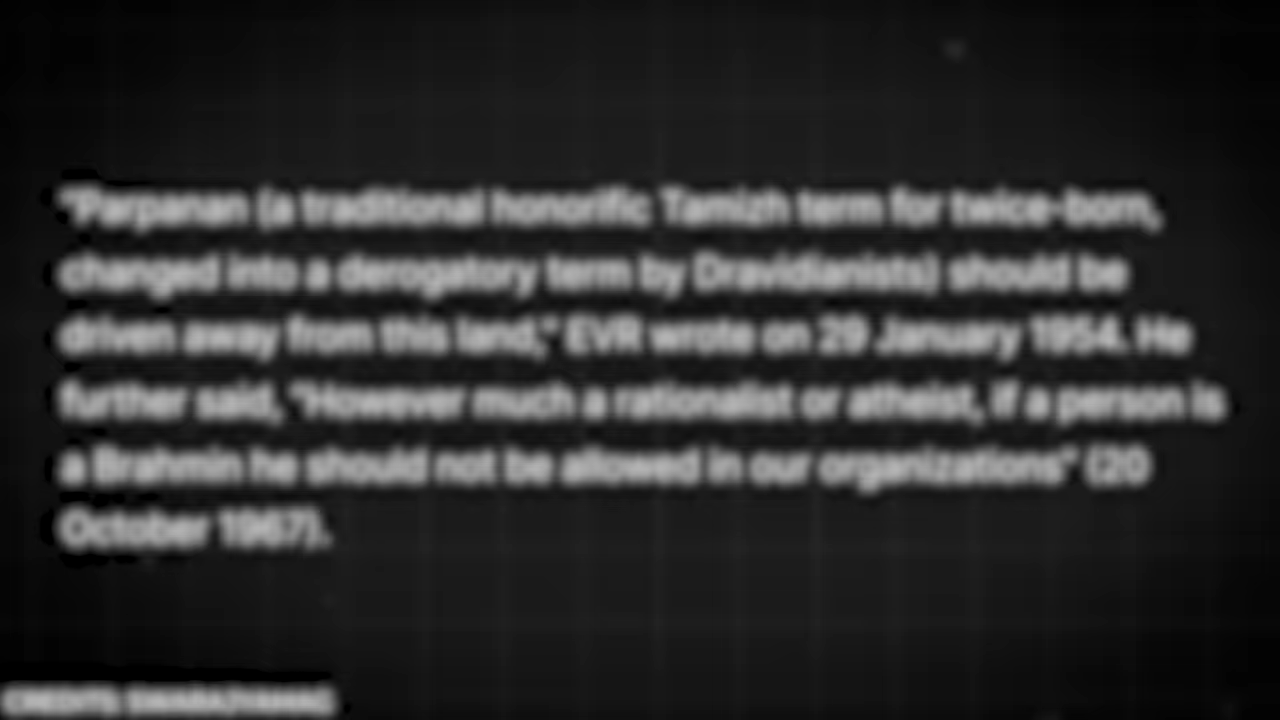 "Parpanan (a traditional honorific Tamizh term for twice-born,
changed into a derogatory term by Dravidianists) should be
driven away from this land," EVR wrote on 29 January 1954. He
further said, "However much a rationalist or atheist, if a person is
a Brahmin he should not be allowed in our organizations" (20
October 1967).
CREDITS SWARAJYAMAG